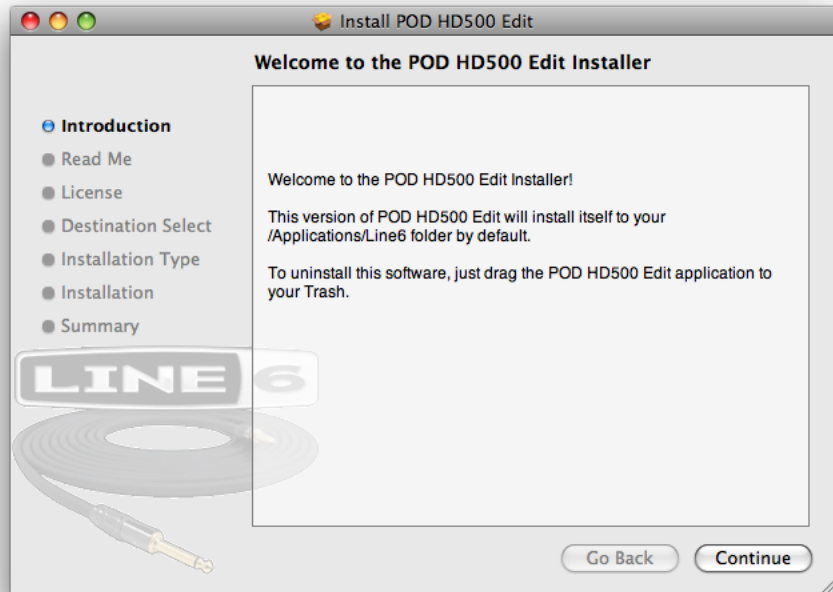 Install POD HD500 Edit
Welcome to the POD HD500 Edit Installer
Introduction
Read Me
License
Destination Select
Installation Type
Installation
Summary
LINE 6
Welcome to the POD HD500 Edit Installer!
This version of POD HD500 Edit will install itself to your
/Applications/Line6 folder by default.
To uninstall this software, just drag the POD HD500 Edit application to
your Trash.
Go Back
Continue